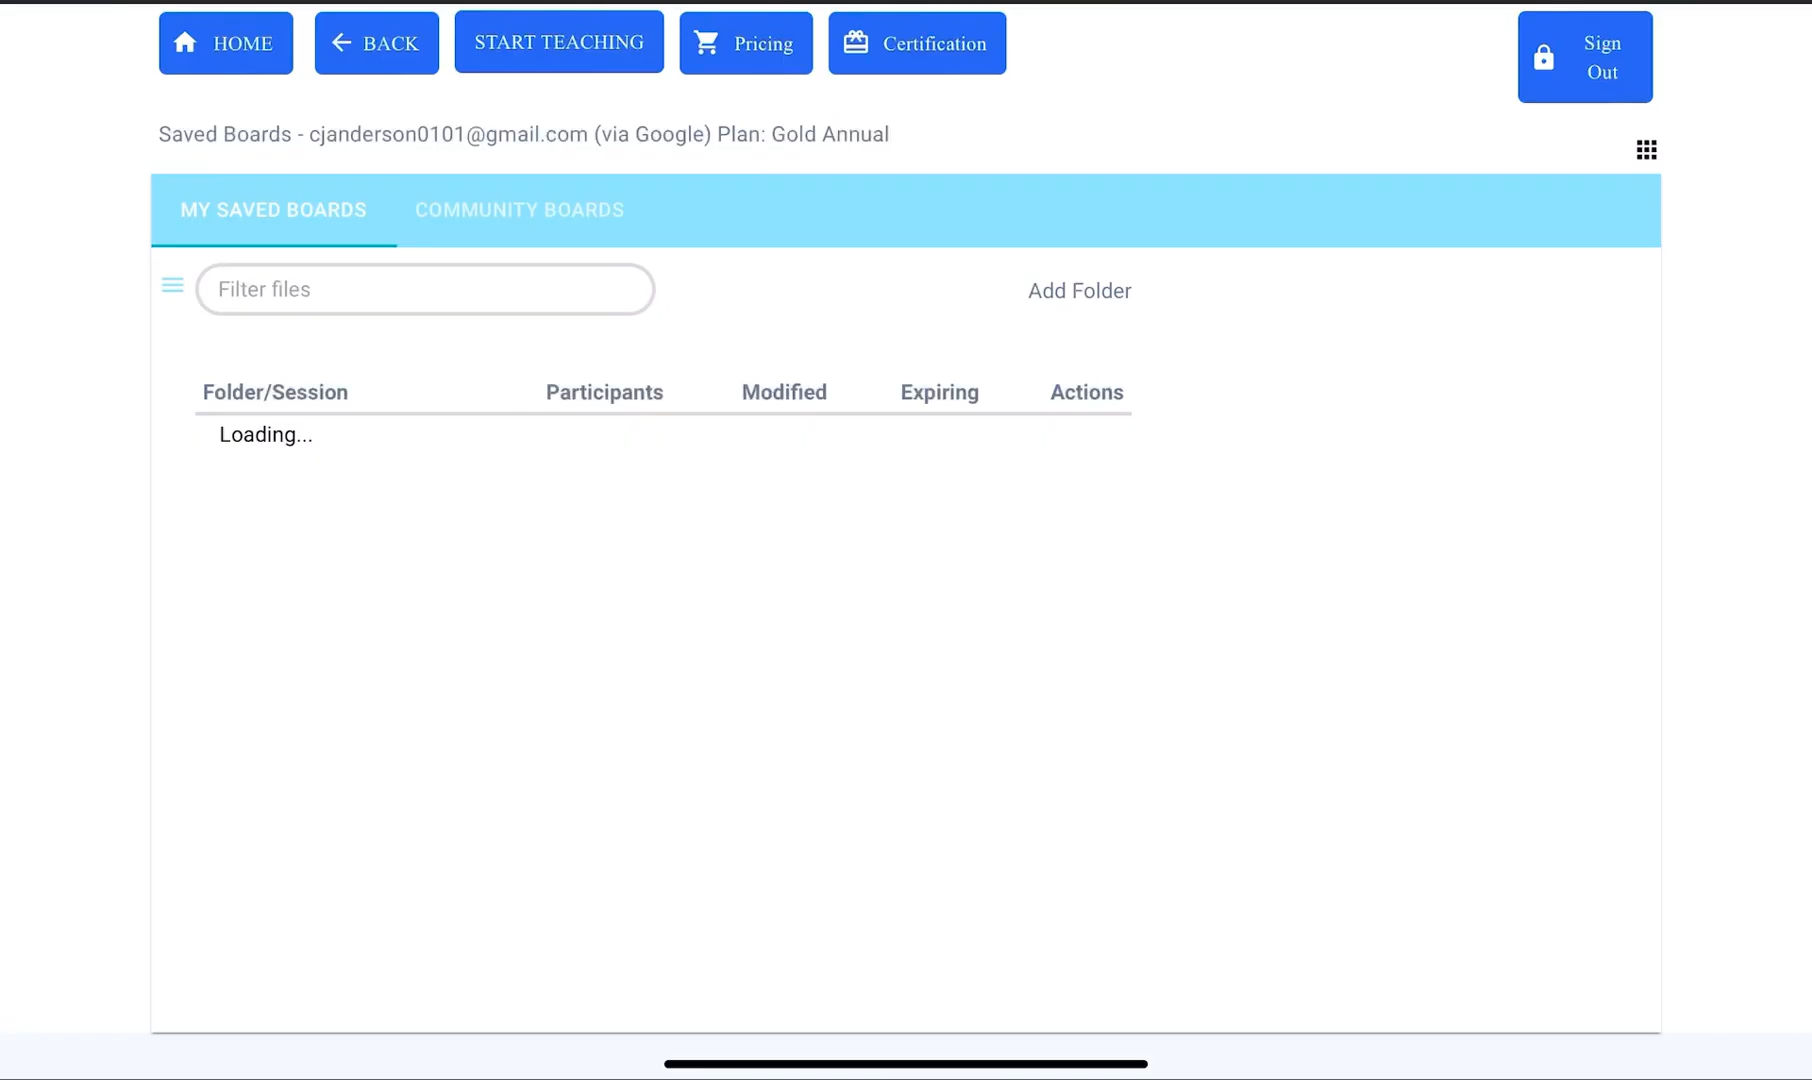 HOME
BACK
START TEACHING
Pricing
Certification
Sign
Out
Saved Boards - cjanderson0101@gmail.com (via Google) Plan: Gold Annual
MY SAVED BOARDS
COMMUNITY BOARDS
Filter files
Add Folder
Folder/Session Participants Modified Expiring Actions
Loading...